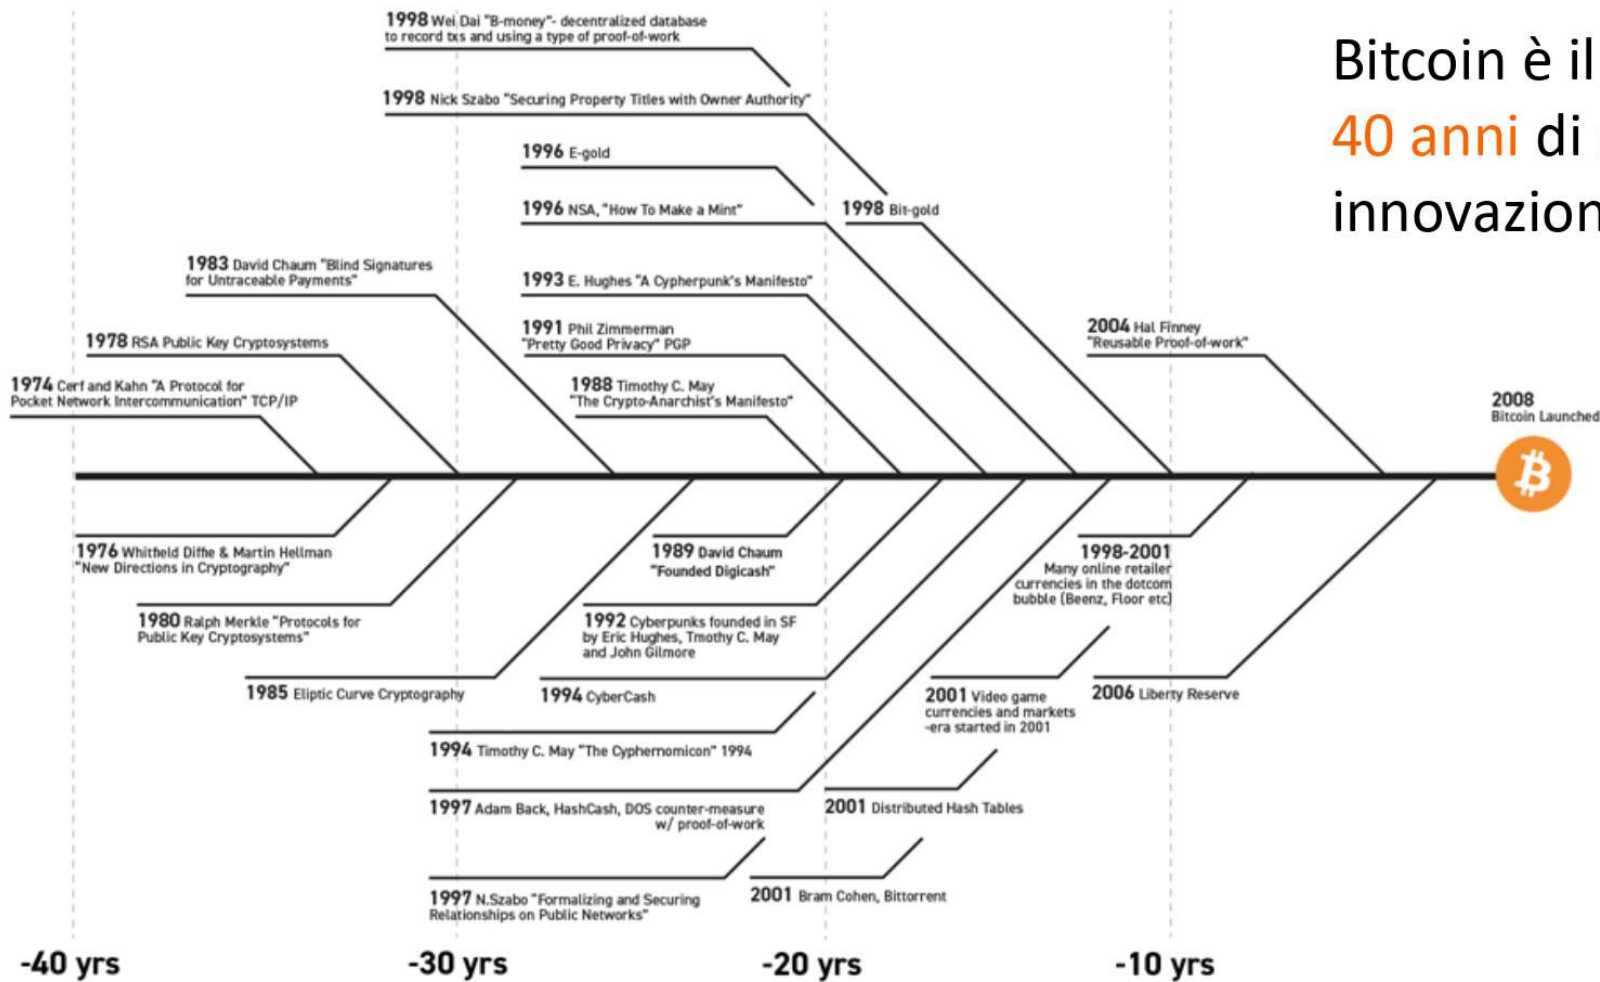 1998 Wei Dai "B-money"- decentralized database
to record txs and using a type of proof-of-work
Bitcoin è il
40 anni di
innovazion
1998 Nick Szabo "Securing Property Titles with Owner Authority"
1996 E-gold
1996 NSA, "How To Make a Mint"
1998 Bit-gold
1983 David Chaum "Blind Signatures
for Untraceable Payments"
1993 E. Hughes "A Cypherpunk's Manifesto"
1991 Phil Zimmerman
"Pretty Good Privacy" PGP
2004 Hal Finney
"Reusable Proof-of-work"
1978 RSA Public Key Cryptosystems
1974 Cerf and Kahn "A Protocol for
Pocket Network Intercommunication" TCP/IP
1988 Timothy C. May
"The Crypto-Anarchist's Manifesto"
2008
Bitcoin Launched
1976 Whitfield Diffie & Martin Hellman
"New Directions in Cryptography"
1989 David Chaum
"Founded Digicash"
1998-2001
Many online retailer
currencies in the dotcom
bubble (Beenz, Floor etc)
1980 Ralph Merkle "Protocols for
Public Key Cryptosystems"
1992 Cyberpunks founded in SF
by Eric Hughes, Tmothy C. May
and John Gilmore
1985 Eliptic Curve Cryptography
1994 CyberCash
2001 Video game
currencies and markets
-era started in 2001
2006 Liberty Reserve
1994 Timothy C. May "The Cyphernomicon" 1994
1997 Adam Back, HashCash, DOS counter-measure
w/ proof-of-work
2001 Distributed Hash Tables
1997 N.Szabo "Formalizing and Securing
Relationships on Public Networks"
2001 Bram Cohen, Bittorrent
-40 yrs
-30 yrs
-20 yrs
-10 yrs